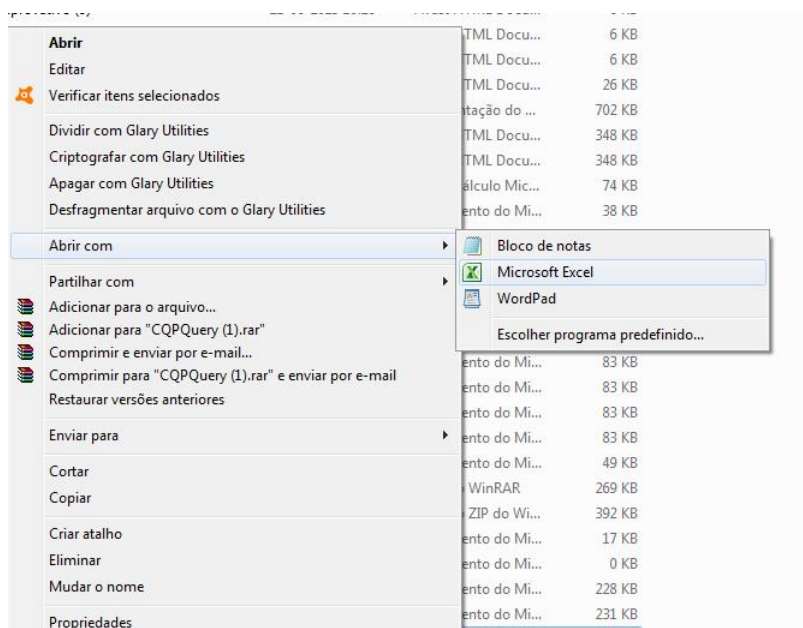 Abrir
TML Docu... 6 KB
Editar
TML Docu... 6 KB
Verificar itens selecionados
TML Docu... 26 KB
ntação do ... 702 KB
Dividir com Glary Utilities
TML Docu... 348 KB
Criptografar com Glary Utilities
TML Docu... 348 KB
Apagar com Glary Utilities
álculo Mic... 74 KB
Desfragmentar arquivo com o Glary Utilities
ento do Mi... 38 KB
Abrir com
Bloco de notas
Microsoft Excel
WordPad
Escolher programa predefinido...
Partilhar com
Adicionar para o arquivo...
Adicionar para "CQPQuery (1).rar"
Comprimir e enviar por e-mail...
ento do Mi... 83 KB
Comprimir para "CQPQuery (1).rar" e enviar por e-mail
ento do Mi... 83 KB
Restaurar versões anteriores
ento do Mi... 83 KB
Enviar para
ento do Mi... 83 KB
Cortar
ento do Mi... 49 KB
WinRAR 269 KB
Copiar
ZIP do Wi... 392 KB
Criar atalho
ento do Mi... 17 KB
Eliminar
ento do Mi... 0 KB
Mudar o nome
ento do Mi... 228 KB
Propriedades
ento do Mi... 231 KB